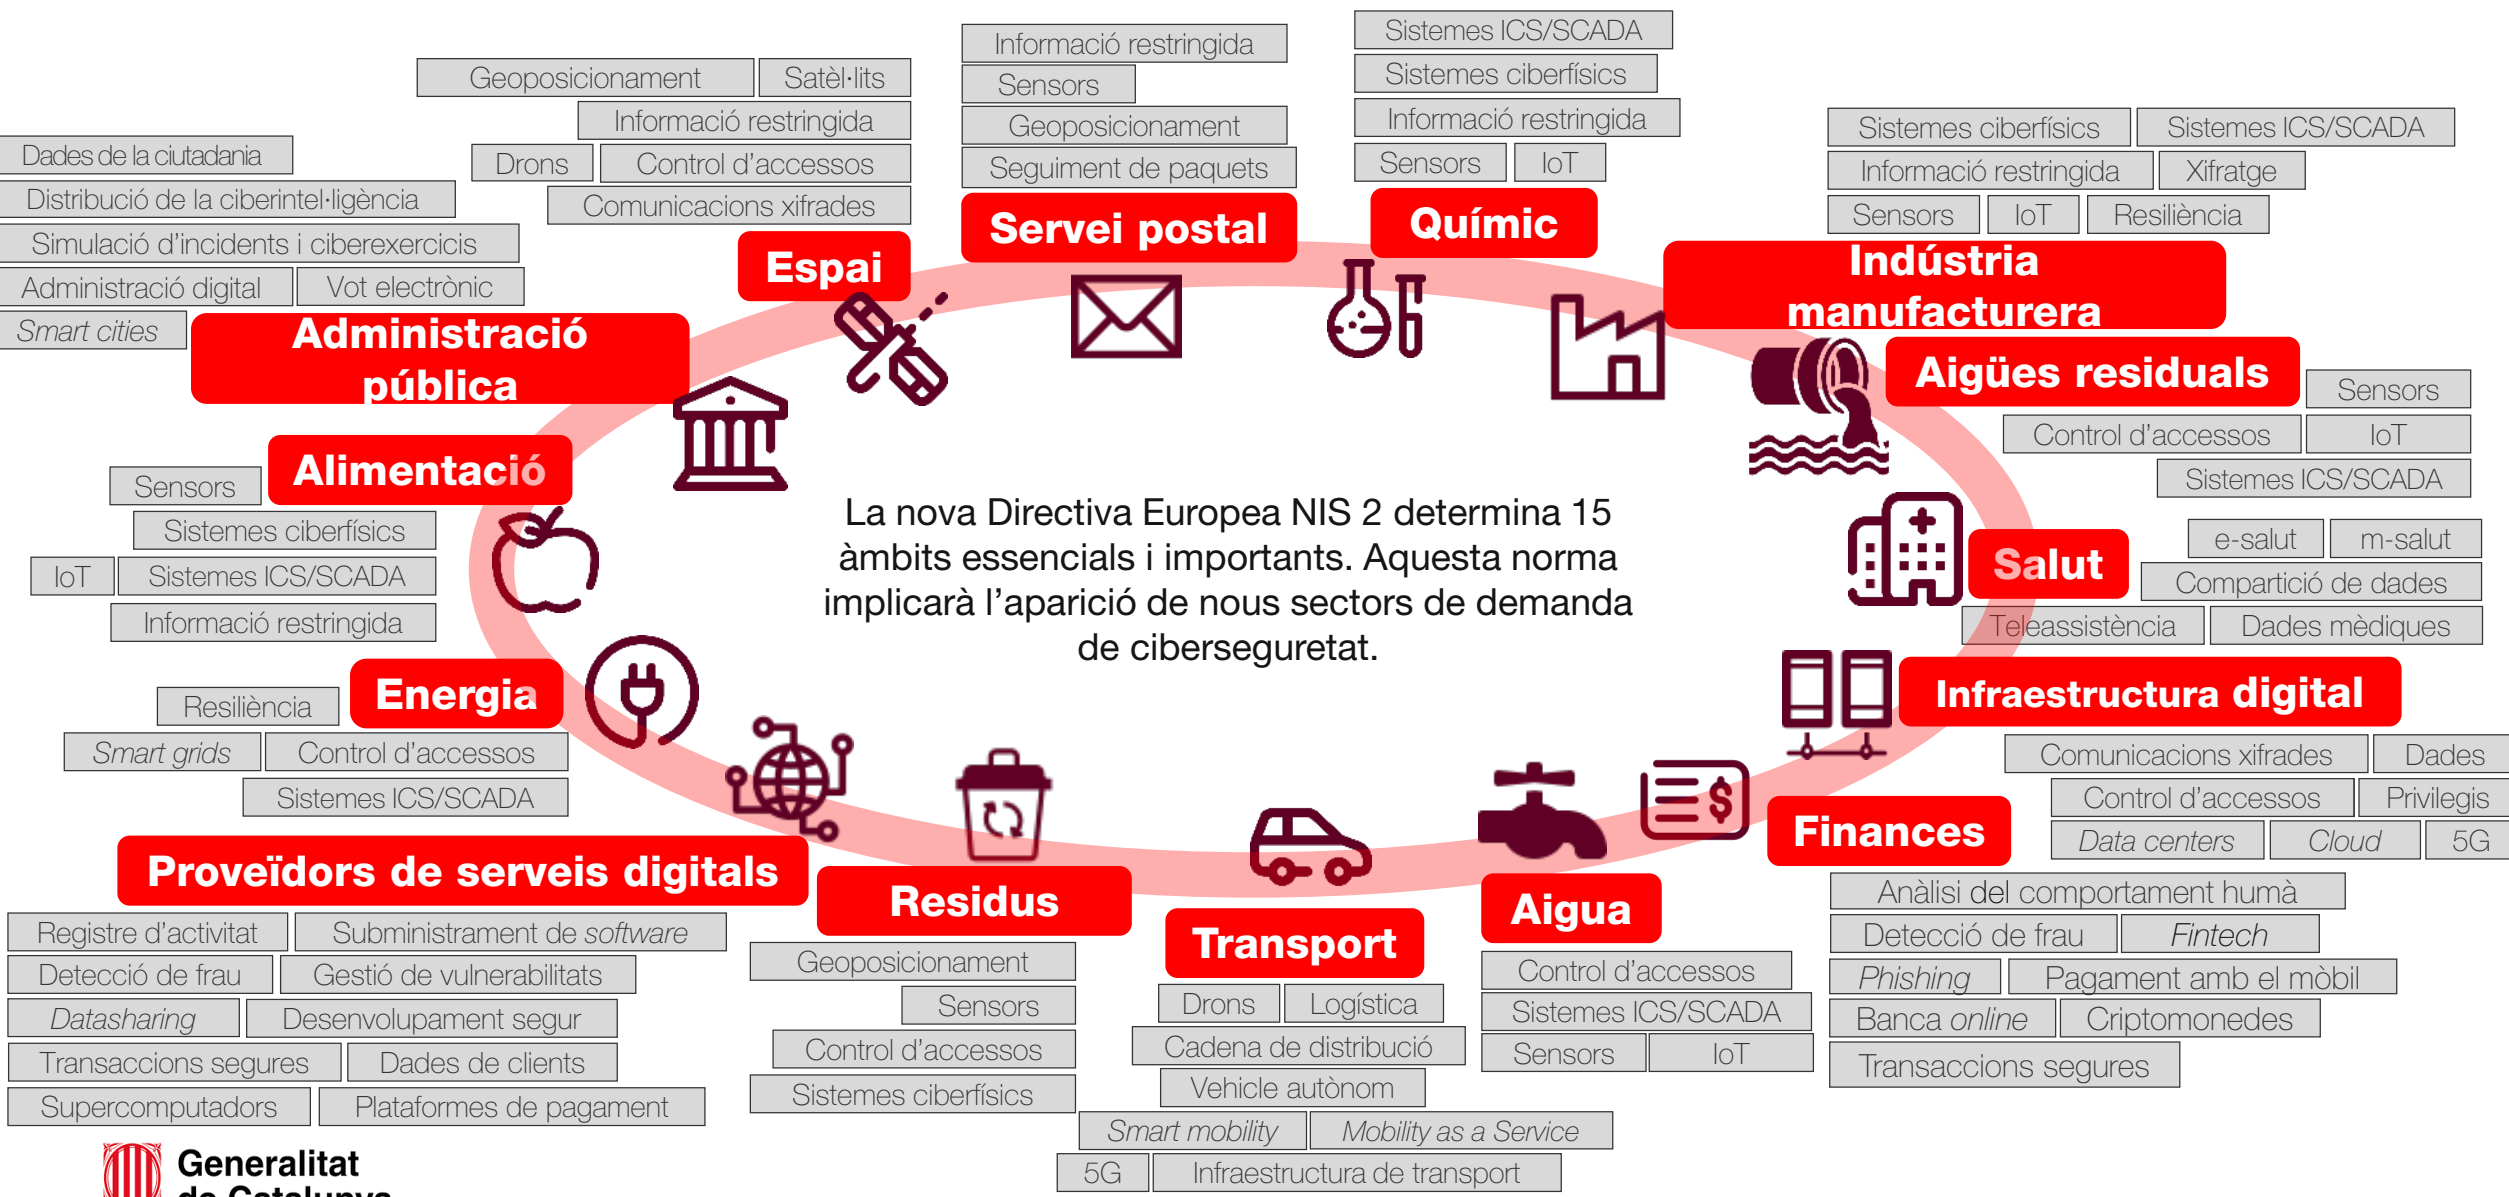 Geoposicionament
Satèl·lits
Informació restringida
Drons
Control d'accessos
Comunicacions xifrades
Espai
Informació restringida
Sensors
Geoposicionament
Seguiment de paquets
Servei postal
Sistemes ICS/SCADA
Sistemes ciberfísics
Informació restringida
Sensors
IoT
Químic
Sistemes ciberfísics
Sistemes ICS/SCADA
Informació restringida
Xifratge
Sensors
IoT
Resiliència
Indústria
manufacturera
Dades de la ciutadania
Distribució de la ciberintel·ligència
Simulació d'incidents i ciberexercicis
Administració digital
Vot electrònic
Smart cities
Administració
pública
Aigües residuals
Sensors
Control d'accessos
IoT
Sistemes ICS/SCADA
Alimentació
Sensors
Sistemes ciberfísics
IoT
Sistemes ICS/SCADA
Informació restringida
La nova Directiva Europea NIS 2 determina 15
àmbits essencials i importants. Aquesta norma
implicarà l'aparició de nous sectors de demanda
de ciberseguretat.
Salut
e-salut
m-salut
Compartició de dades
Teleassistència
Dades mèdiques
Energia
Resiliència
Smart grids
Control d'accessos
Sistemes ICS/SCADA
Infraestructura digital
Comunicacions xifrades
Dades
Control d'accessos
Privilegis
Data centers
Cloud
5G
Proveïdors de serveis digitals
Registre d'activitat
Subministrament de software
Detecció de frau
Gestió de vulnerabilitats
Datasharing
Desenvolupament segur
Transaccions segures
Dades de clients
Supercomputadors
Plataformes de pagament
Residus
Geoposicionament
Sensors
Control d'accessos
Sistemes ciberfísics
Transport
Drons
Logística
Cadena de distribució
Vehicle autònom
Smart mobility
Mobility as a Service
5G
Infraestructura de transport
Aigua
Control d'accessos
Sistemes ICS/SCADA
Sensors
IoT
Finances
Anàlisi del comportament humà
Detecció de frau
Fintech
Phishing
Pagament amb el mòbil
Banca online
Criptomonedes
Transaccions segures
Generalitat
de Catalunya